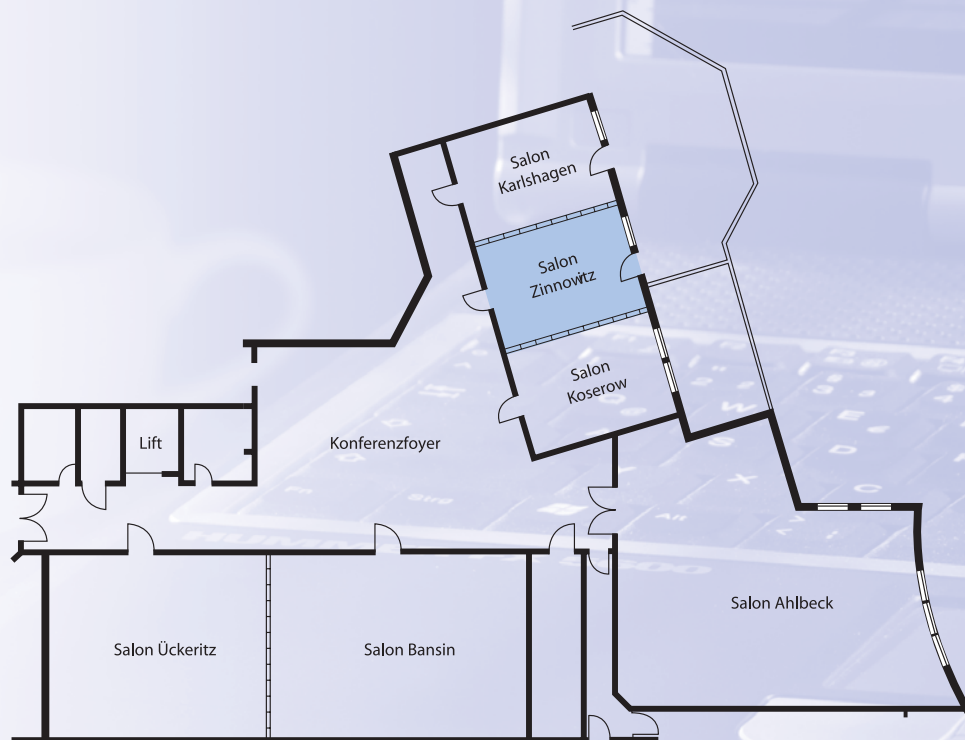 Salon
Karlshagen
Salon
Zinnowitz
Salon
Koserow
Lift
Konferenzfoyer
Salon Ahlbeck
Salon Ückeritz
Salon Bansin